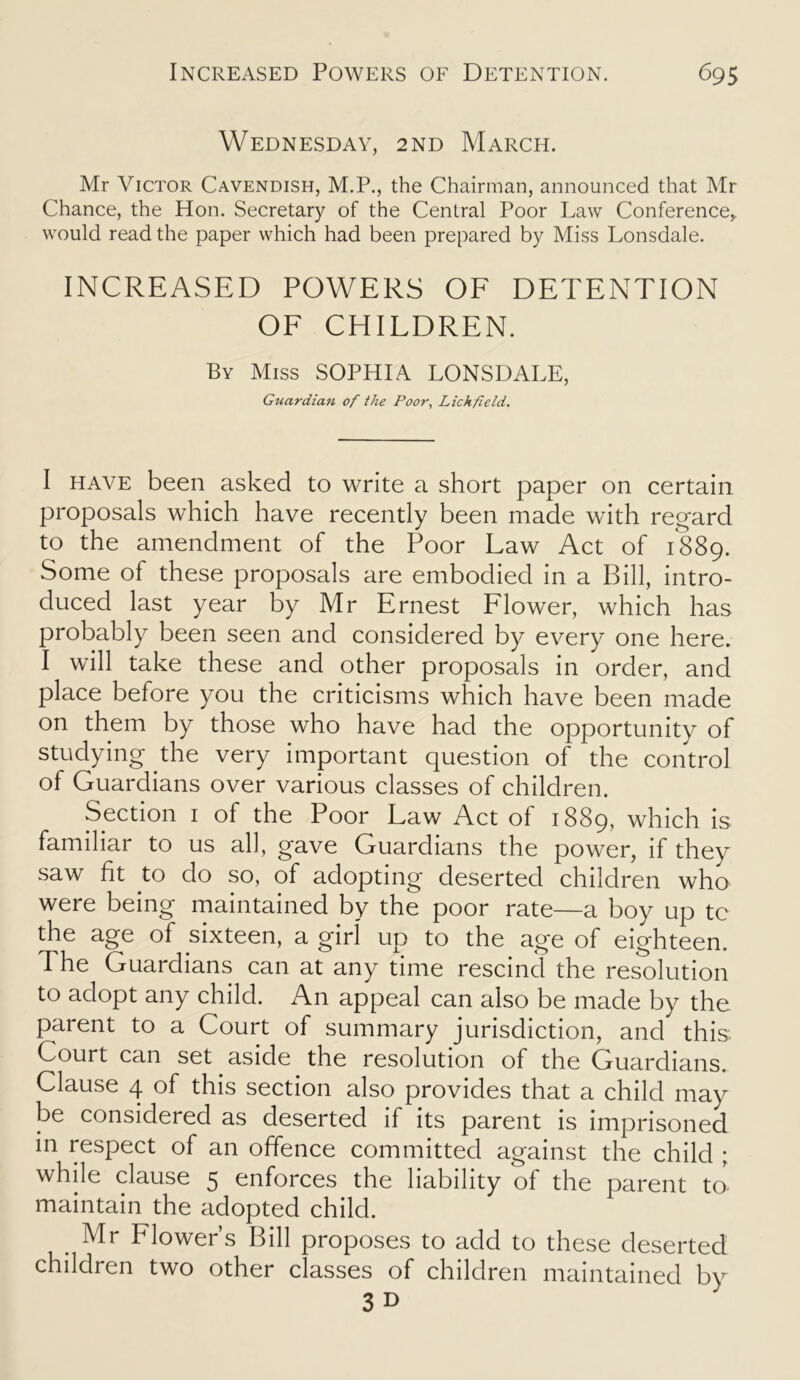 Increased Powers of Detention. 695
Wednesday, 2nd March.
Mr Victor Cavendish, M.P., the Chairman, announced that Mr
Chance, the Hon. Secretary of the Central Poor Law Conference,
would read the paper which had been prepared by Miss Lonsdale.
INCREASED POWERS OF DETENTION
OF CHILDREN.
By Miss SOPHIA LONSDALE,
Guardian of the Poor, Lichfield.
I have been asked to write a short paper on certain
proposals which have recently been made with regard
to the amendment of the Poor Law Act of 1889.
Some of these proposals are embodied in a Bill, intro-
duced last year by Mr Ernest Flower, which has
probably been seen and considered by every one here.
I will take these and other proposals in order, and
place before you the criticisms which have been made
on them by those who have had the opportunity of
studying the very important question of the control
of Guardians over various classes of children.
Section 1 of the Poor Law Act of 1889, which is
familiar to us all, gave Guardians the power, if they
saw fit to do so, of adopting deserted children who
were being maintained by the poor rate—a boy up to
the age of sixteen, a girl up to the age of eighteen.
The Guardians can at any time rescind the resolution
to adopt any child. An appeal can also be made by the
parent to a Court of summary jurisdiction, and this
Court can set aside the resolution of the Guardians.
Clause 4 of this section also provides that a child may
be considered as deserted if its parent is imprisoned
in respect of an offence committed against the child ;
while clause 5 enforces the liability of the parent to
maintain the adopted child.
Mr Flower's Bill proposes to add to these deserted
children two other classes of children maintained by
3 D